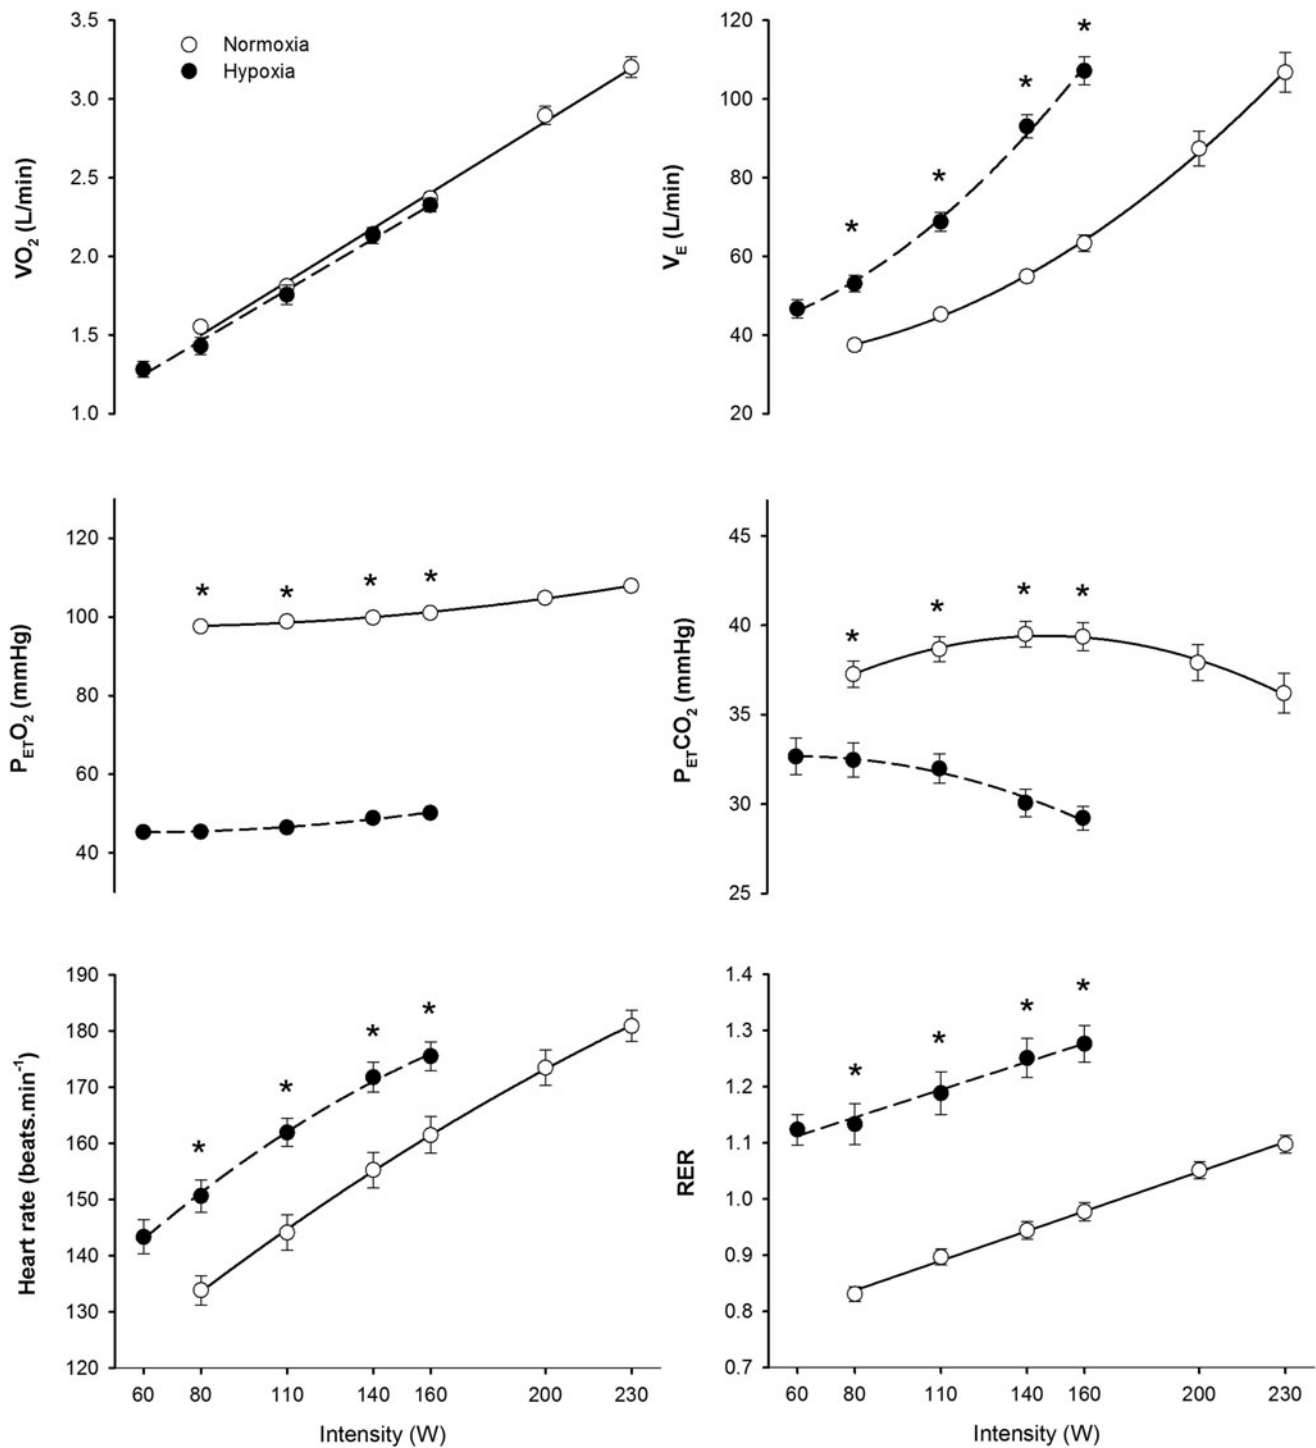 3.5
3.0
2.5
2.0
1.5
1.0
VO2 (L/min)
Normoxia
Hypoxia
120
100
80
60
40
20
VE (L/min)
*
*
*
*
120
100
80
60
40
PETO2 (mmHg)
* * * *
45
40
35
30
25
PETCO2 (mmHg)
* * * *
190
180
170
160
150
140
130
120
Heart rate (beats.min-1)
* * * *
60 80 110 140 160 200 230
Intensity (W)
1.4
1.3
1.2
1.1
1.0
0.9
0.8
0.7
RER
* * * *
60 80 110 140 160 200 230
Intensity (W)